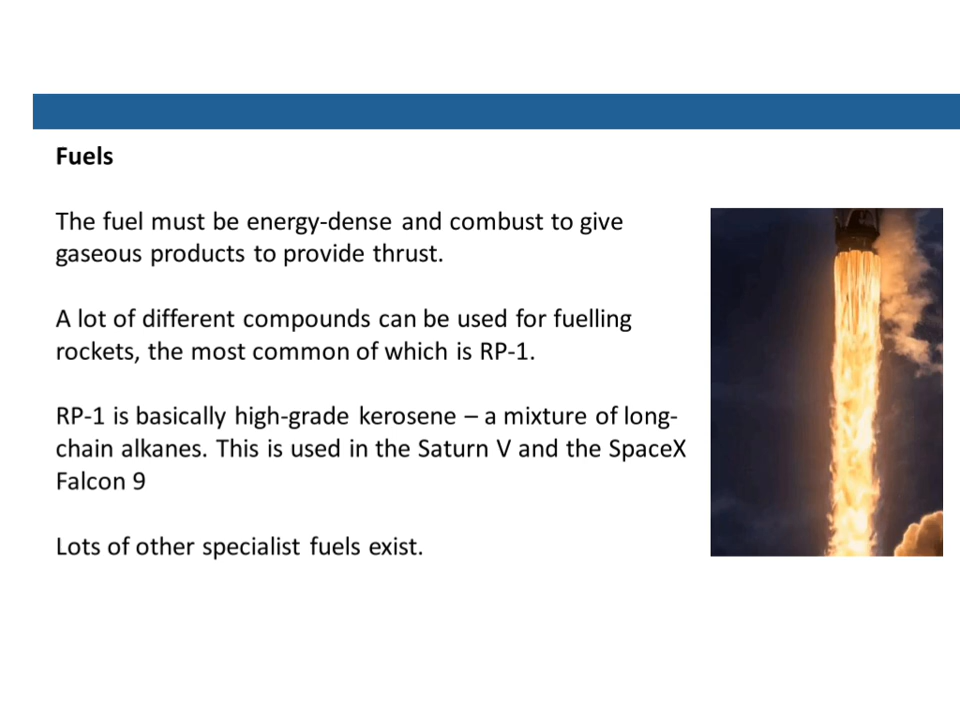 Fuels
The fuel must be energy-dense and combust to give
gaseous products to provide thrust.
A lot of different compounds can be used for fuelling
rockets, the most common of which is RP-1.
RP-1 is basically high-grade kerosene – a mixture of long-
chain alkanes. This is used in the Saturn V and the SpaceX
Falcon 9
Lots of other specialist fuels exist.